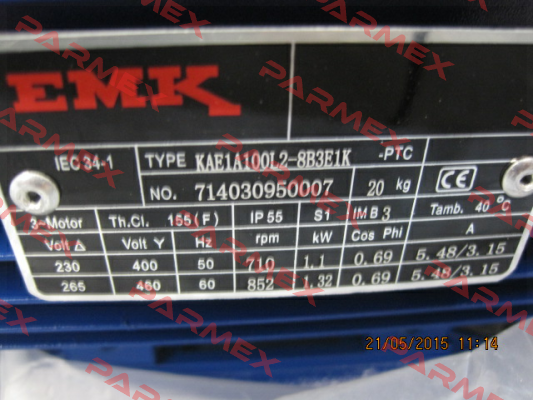 EMK
IEC 34-1 TYPE KAE1A100L2-8B3E1K -PTC
NO. 714030950007 20 kg CE
3-Motor Th.Cl. 155(F) IP 55 S1 IM B 3 Tamb. 40 °C
Volt Δ Volt Y Hz rpm kW Cos Phi A
230 400 50 710 1.1 0.69 5.48/3.15
265 460 60 852 1.32 0.69 5.48/3.15
21/05/2015 11:14
PARMEX